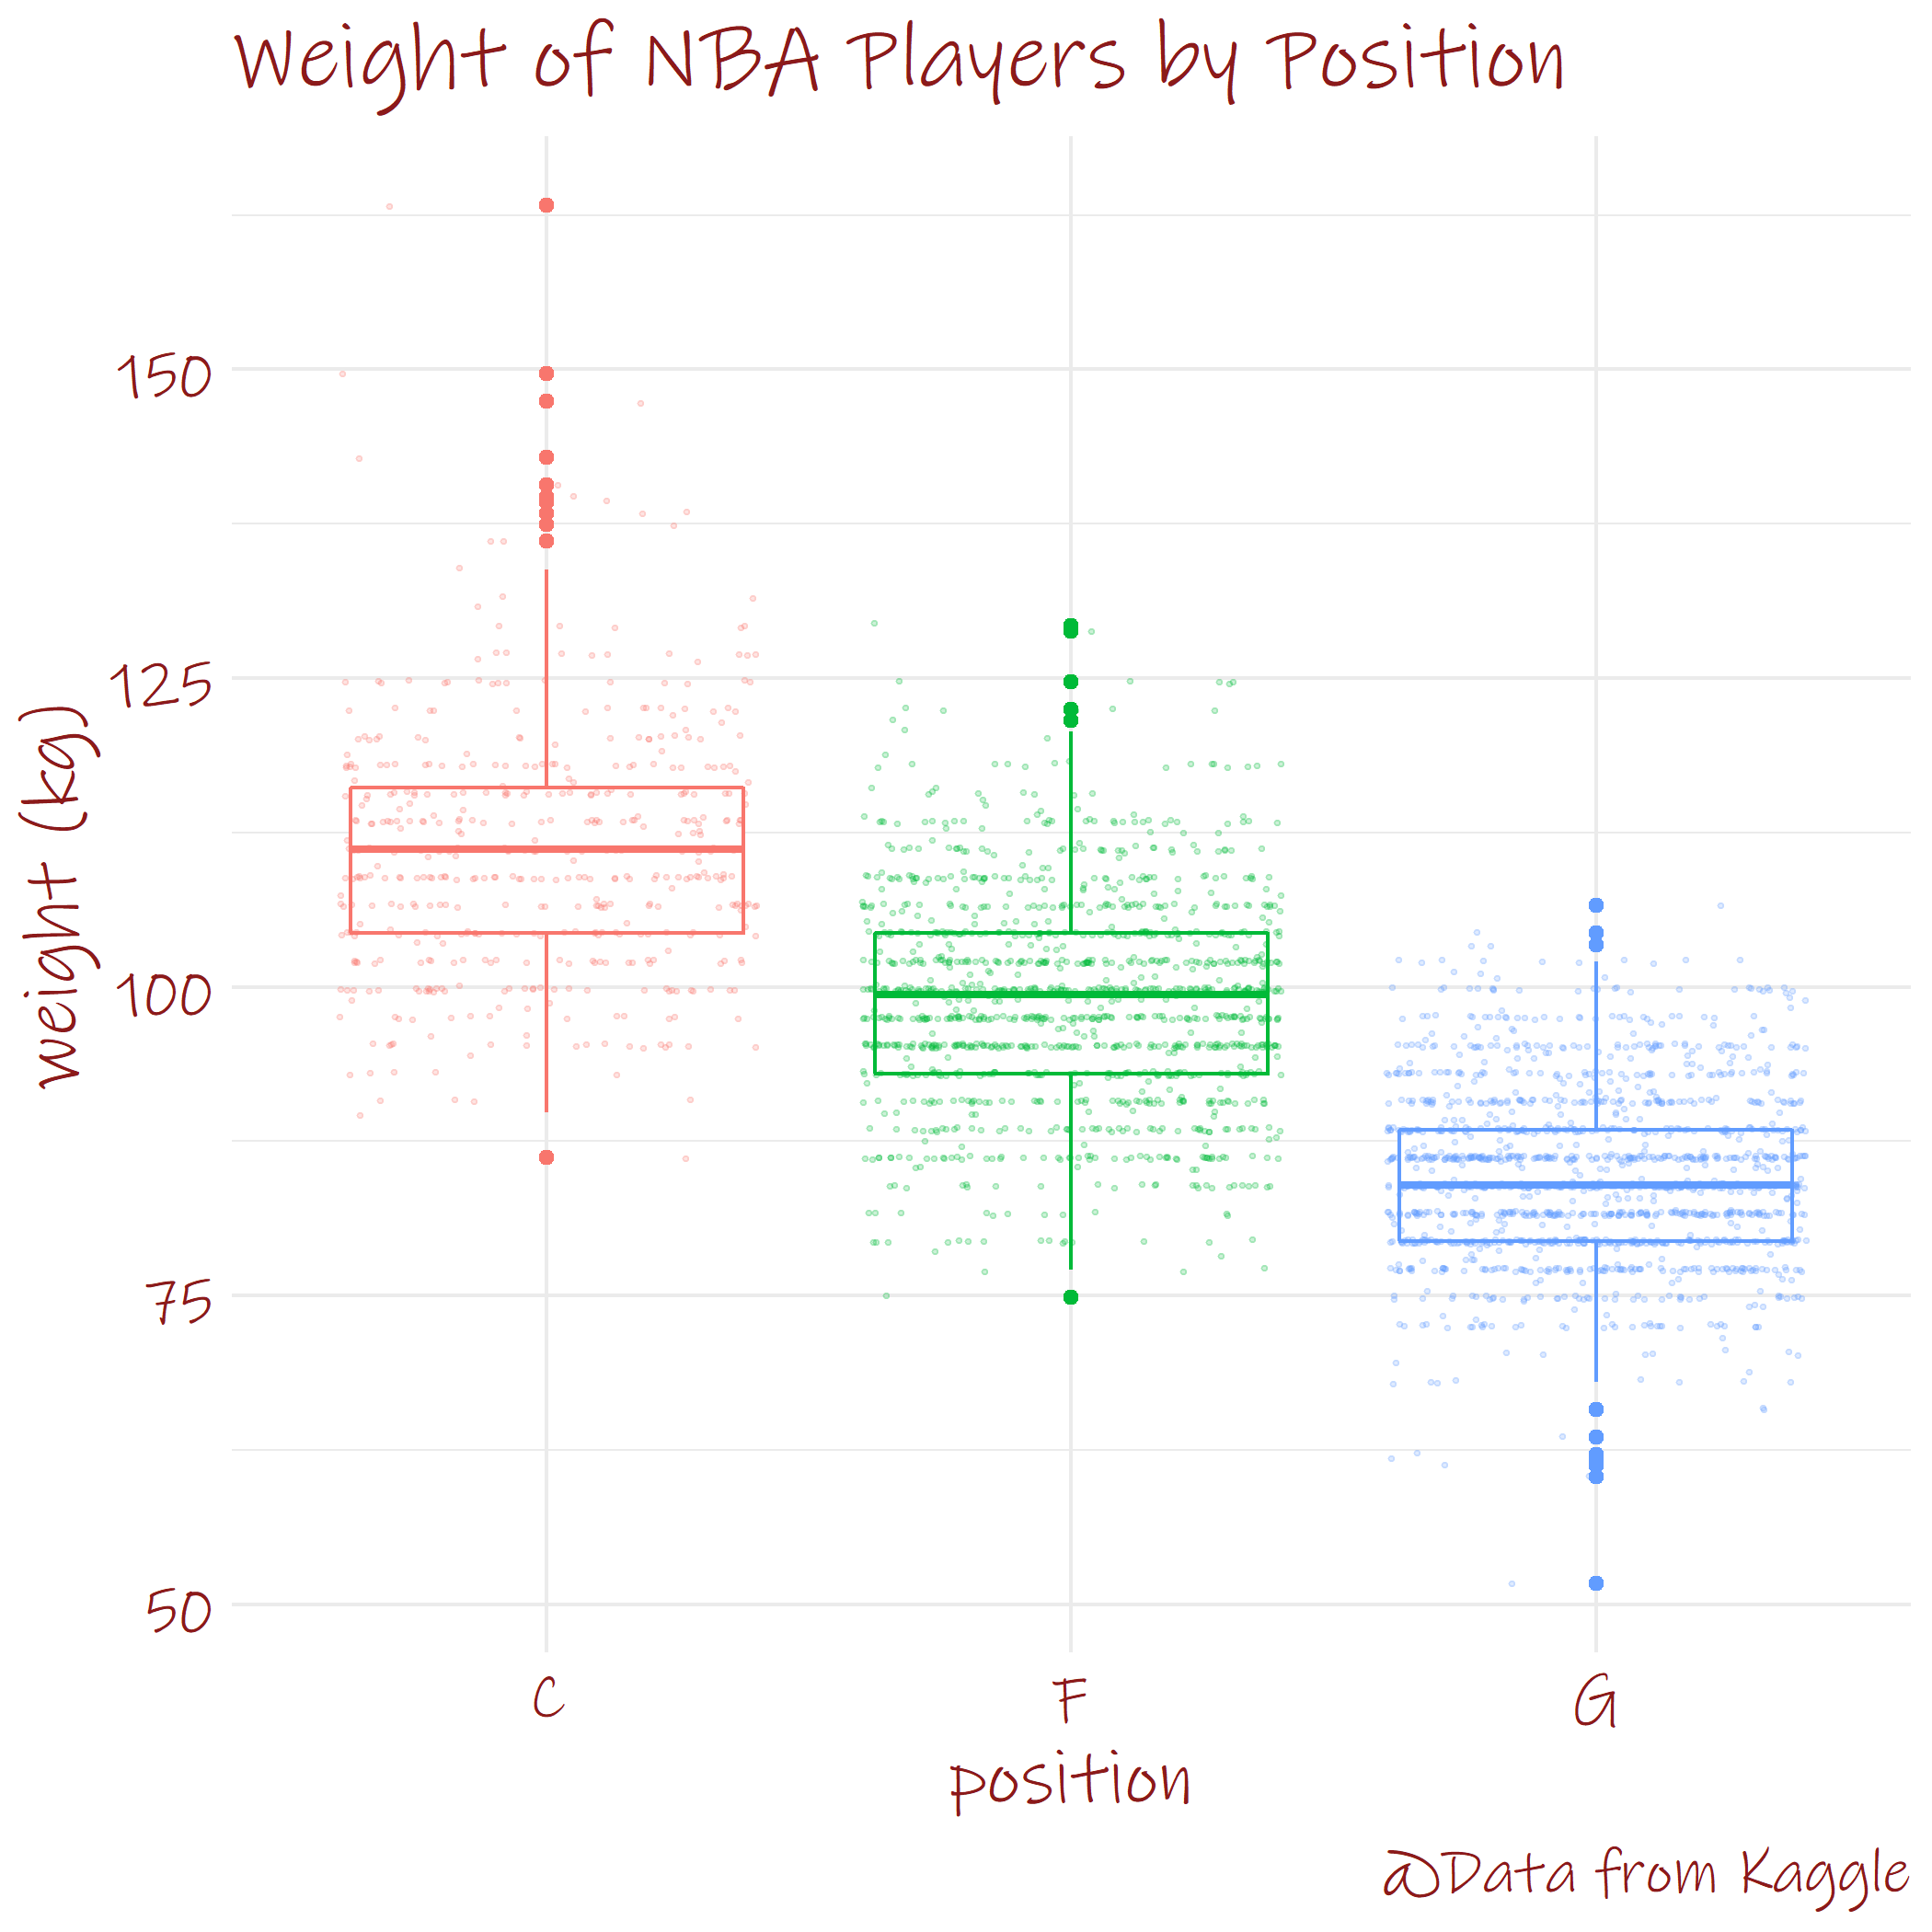 Weight of NBA Players by Position
150
125
100
75
50
weight (kg)
C F G
position
@Data from Kaggle